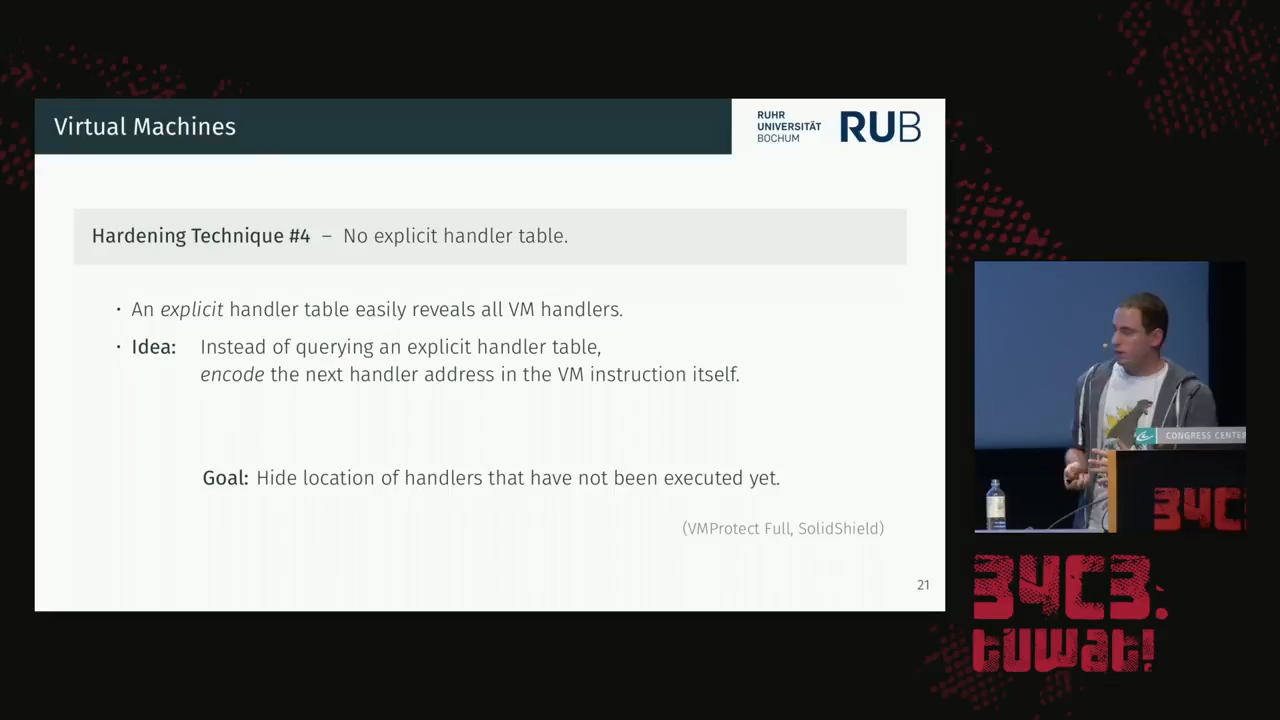 Virtual Machines
RUHR
UNIVERSITÄT
BOCHUM
RUB
Hardening Technique #4 – No explicit handler table.
· An explicit handler table easily reveals all VM handlers.
· Idea: Instead of querying an explicit handler table,
encode the next handler address in the VM instruction itself.
Goal: Hide location of handlers that have not been executed yet.
(VMProtect Full, SolidShield)
21
CONGRESS CENTER
34C3
34C3.
tuwat!